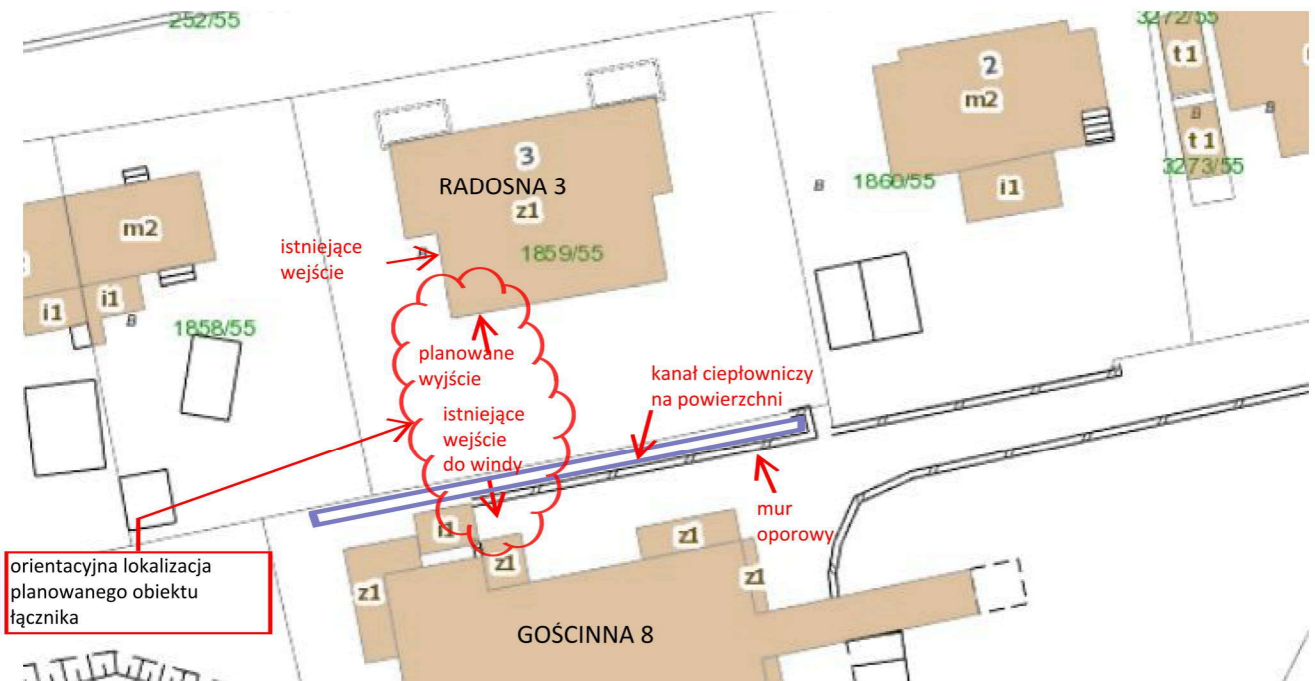 252/55
3272/55
t 1
2
m2
B
B
t 1
3273/55
3
RADOSNA 3
z1
B
1860/55
i1
m2
istniejące
wejście
B
1859/55
i1
i1
B
1858/55
planowane
wyjście
kanał ciepłowniczy
na powierzchni
istniejące
wejście
do windy
mur
oporowy
i1
z1
z1
z1
z1
orientacyjna lokalizacja
planowanego obiektu
łącznika
GOŚCINNA 8